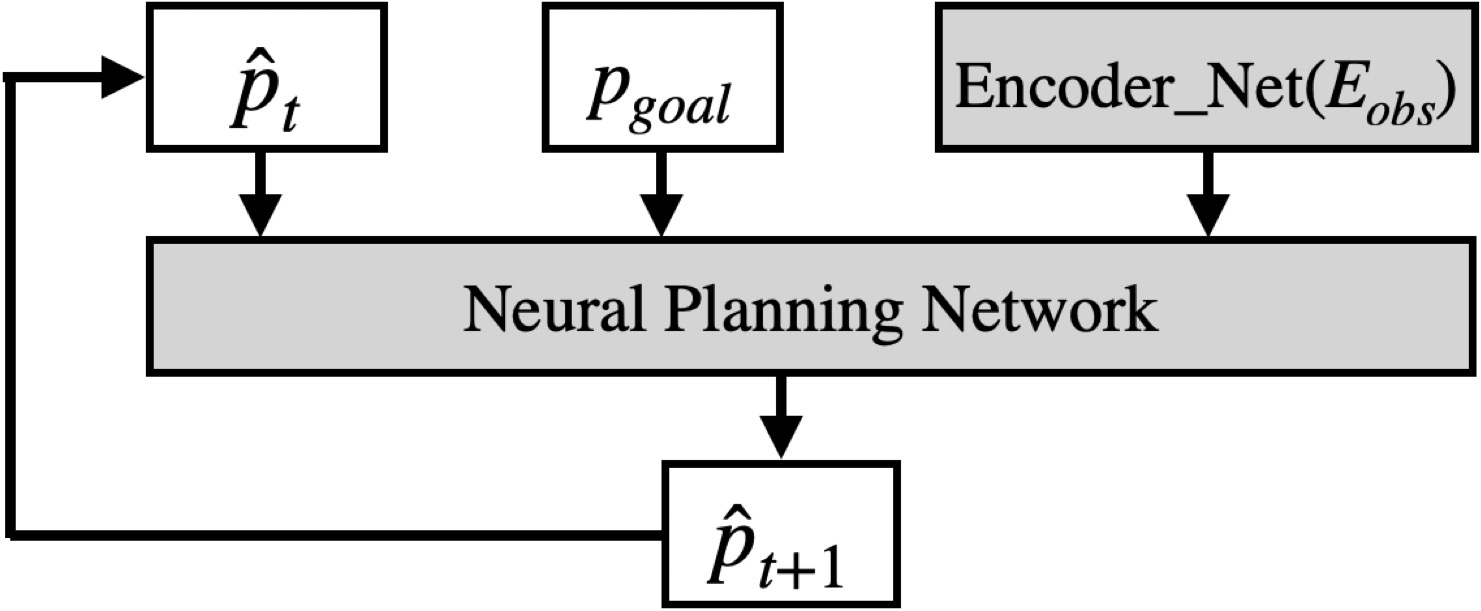 p̂_t
p_goal
Encoder_Net(E_obs)
Neural Planning Network
p̂_{t+1}